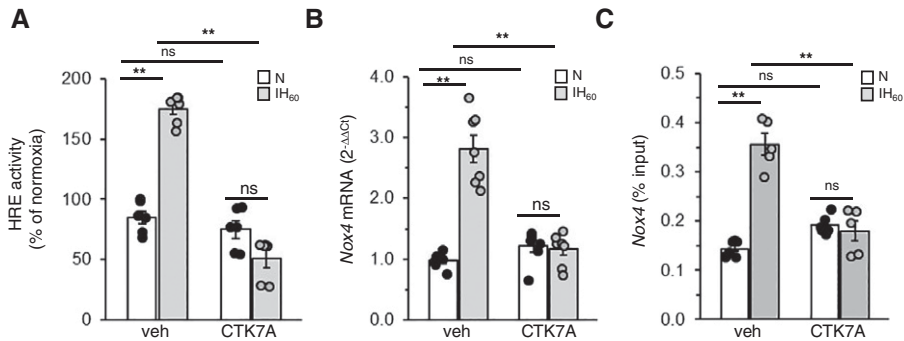 A
**
ns
**
ns
N
IH60
200
150
100
50
0
HRE activity
(% of normoxia)
veh
CTK7A
B
**
ns
**
ns
N
IH60
4.0
3.0
2.0
1.0
0.0
Nox4 mRNA (2-ΔΔCt)
veh
CTK7A
C
**
ns
**
ns
N
IH60
0.5
0.4
0.3
0.2
0.1
0.0
Nox4 (% input)
veh
CTK7A